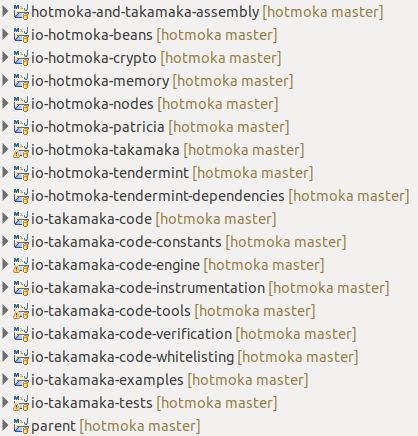 hotmoka-and-takamaka-assembly [hotmoka master]
io-hotmoka-beans [hotmoka master]
io-hotmoka-crypto [hotmoka master]
io-hotmoka-memory [hotmoka master]
io-hotmoka-nodes [hotmoka master]
io-hotmoka-patricia [hotmoka master]
io-hotmoka-takamaka [hotmoka master]
io-hotmoka-tendermint [hotmoka master]
io-hotmoka-tendermint-dependencies [hotmoka master]
io-takamaka-code [hotmoka master]
io-takamaka-code-constants [hotmoka master]
io-takamaka-code-engine [hotmoka master]
io-takamaka-code-instrumentation [hotmoka master]
io-takamaka-code-tools [hotmoka master]
io-takamaka-code-verification [hotmoka master]
io-takamaka-code-whitelisting [hotmoka master]
io-takamaka-examples [hotmoka master]
io-takamaka-tests [hotmoka master]
parent [hotmoka master]